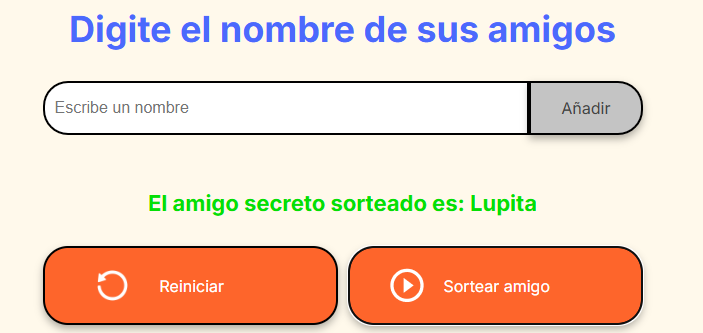 Digite el nombre de sus amigos
Escribe un nombre
Añadir
El amigo secreto sorteado es: Lupita
Reiniciar
Sortear amigo